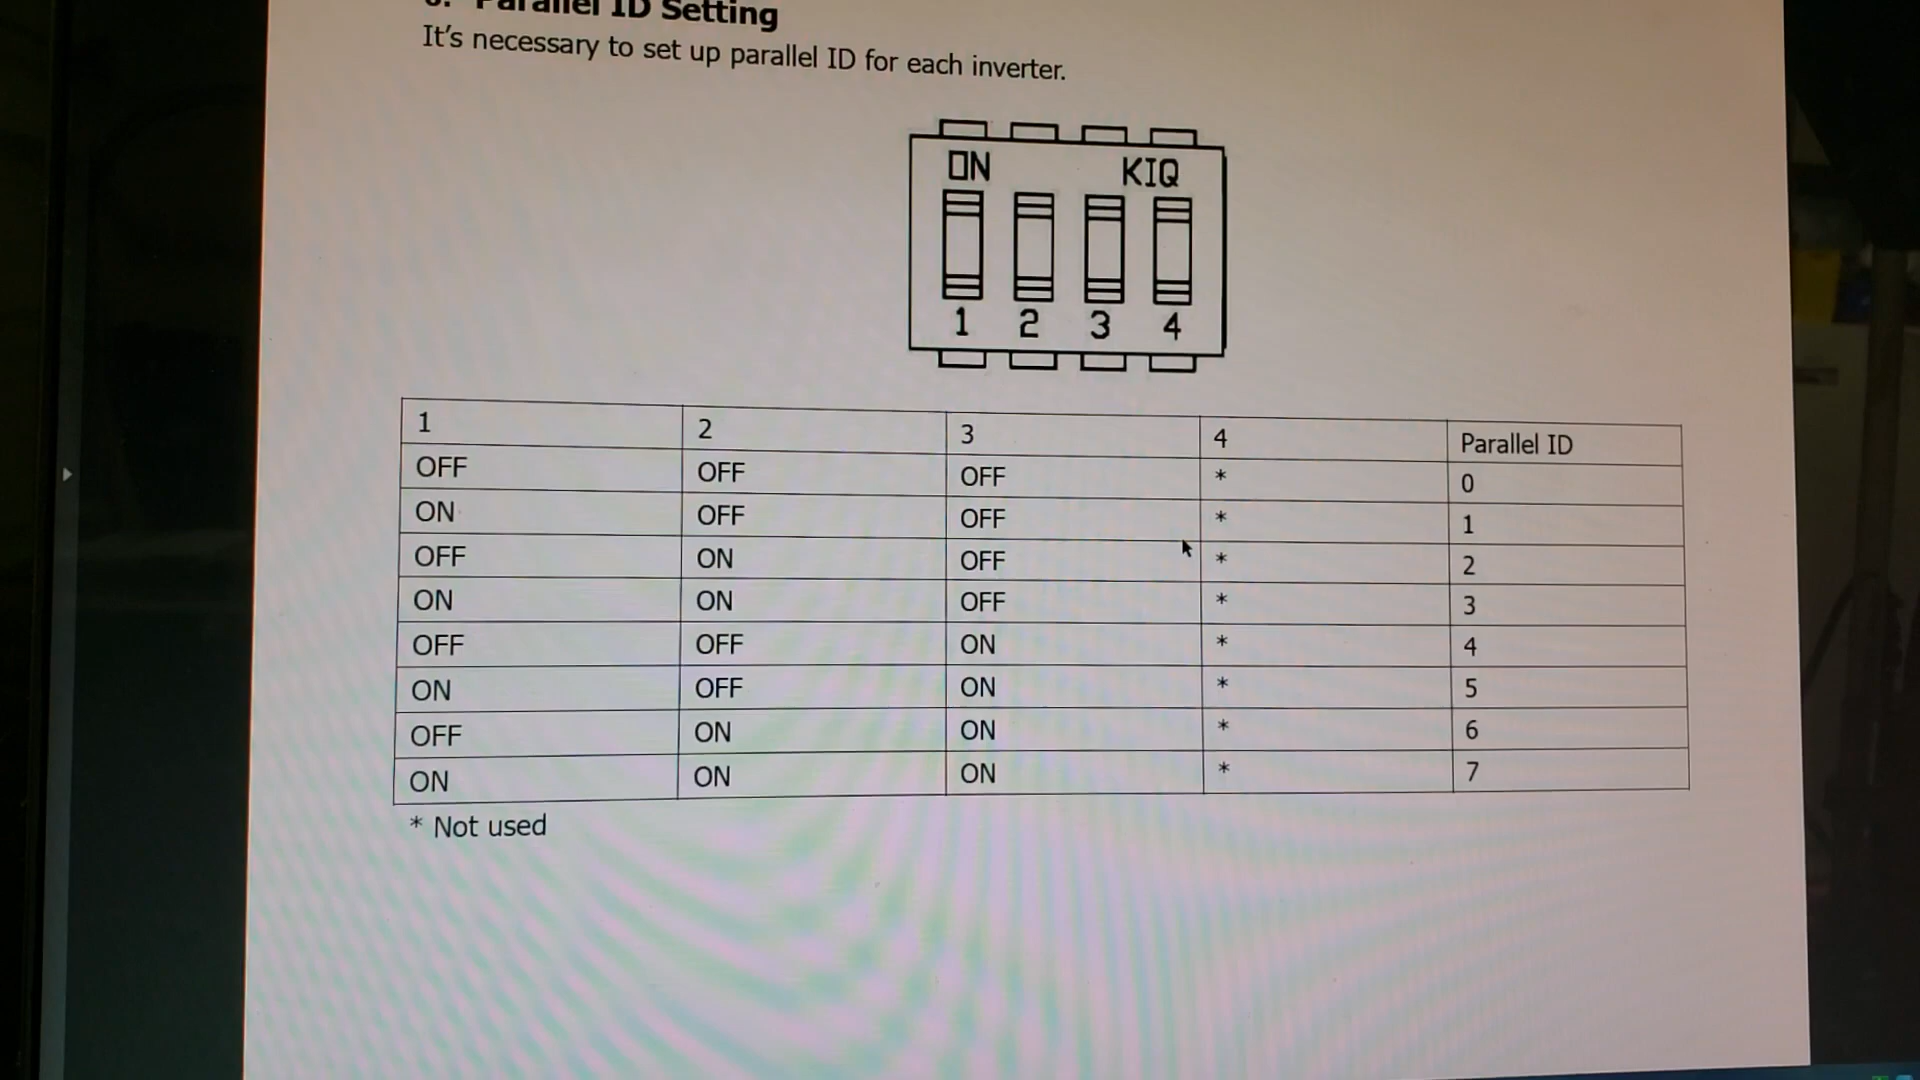 Parallel ID Setting
It's necessary to set up parallel ID for each inverter.
ON KIQ
1 2 3 4
1 2 3 4 Parallel ID
OFF OFF OFF * 0
ON OFF OFF * 1
OFF ON OFF * 2
ON ON OFF * 3
OFF OFF ON * 4
ON OFF ON * 5
OFF ON ON * 6
ON ON ON * 7
* Not used